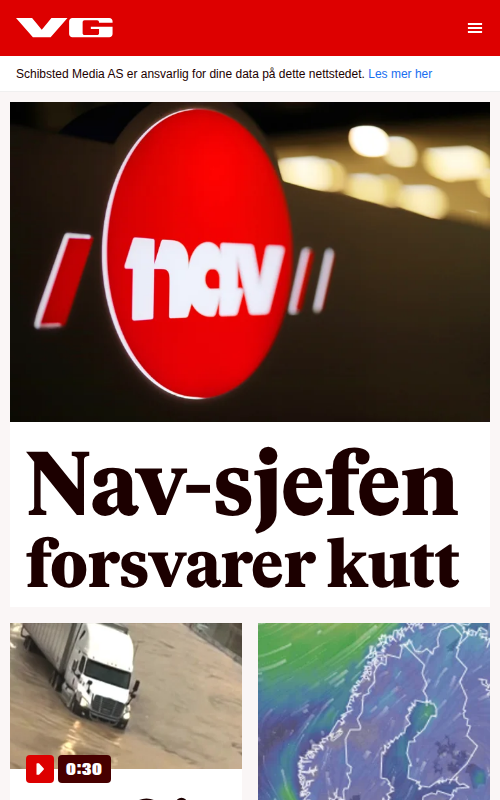 VG
Schibsted Media AS er ansvarlig for dine data på dette nettstedet. Les mer her
nav
Nav-sjefen
forsvarer kutt
0:30